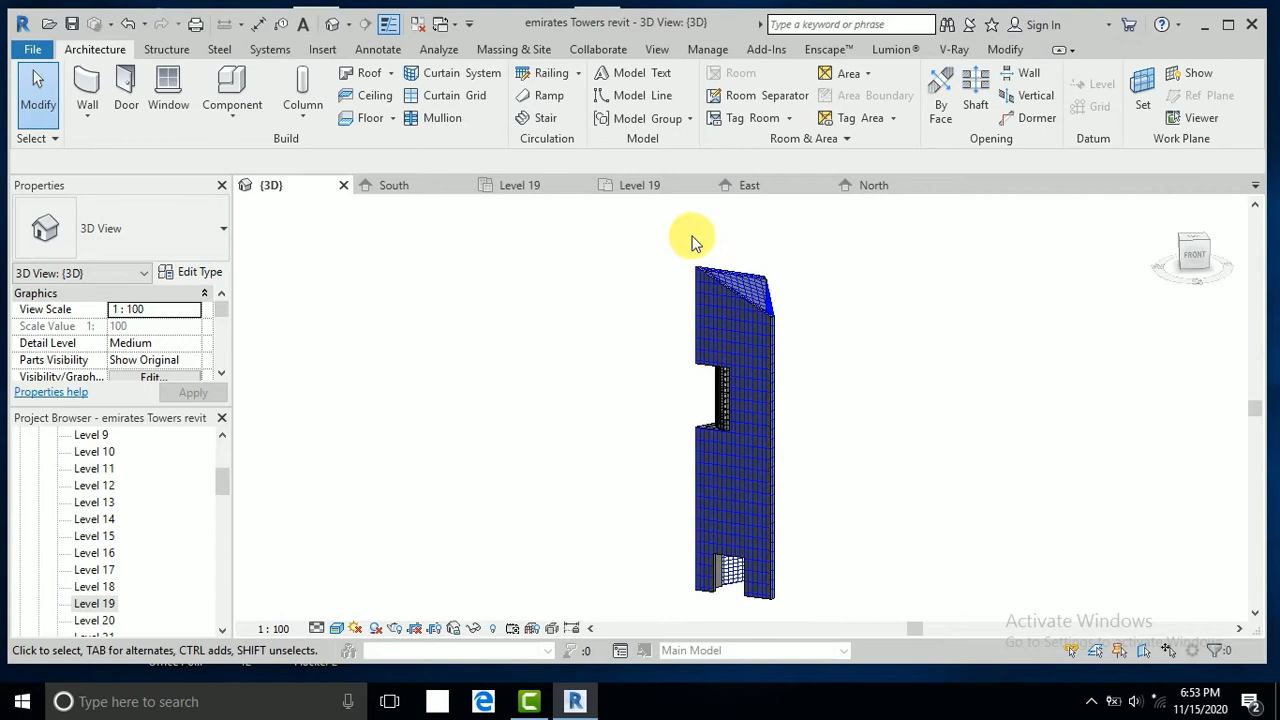 emirates Towers revit - 3D View: {3D}
Type a keyword or phrase
Sign In
File Architecture Structure Steel Systems Insert Annotate Analyze Massing & Site Collaborate View Manage Add-Ins Enscape™ Lumion® V-Ray Modify
Modify
Select
Wall
Door
Window
Component
Column
Roof
Ceiling
Floor
Curtain System
Curtain Grid
Mullion
Build
Railing
Ramp
Stair
Circulation
Model Text
Model Line
Model Group
Model
Room
Room Separator
Tag Room
Area
Area Boundary
Tag Area
Room & Area
By Face
Shaft
Wall
Vertical
Dormer
Opening
Level
Grid
Datum
Set
Show
Ref Plane
Viewer
Work Plane
Properties
{3D} South Level 19 Level 19 East North
3D View
3D View: {3D} Edit Type
Graphics
View Scale 1 : 100
Scale Value 1: 100
Detail Level Medium
Parts Visibility Show Original
Visibility/Graph... Edit...
Properties help Apply
Project Browser - emirates Towers revit
Level 9
Level 10
Level 11
Level 12
Level 13
Level 14
Level 15
Level 16
Level 17
Level 18
Level 19
Level 20
FRONT
1 : 100
Activate Windows
Go to Settings to activate Windows.
Click to select, TAB for alternates, CTRL adds, SHIFT unselects.
:0
Main Model
:0
Type here to search
6:53 PM
11/15/2020
2